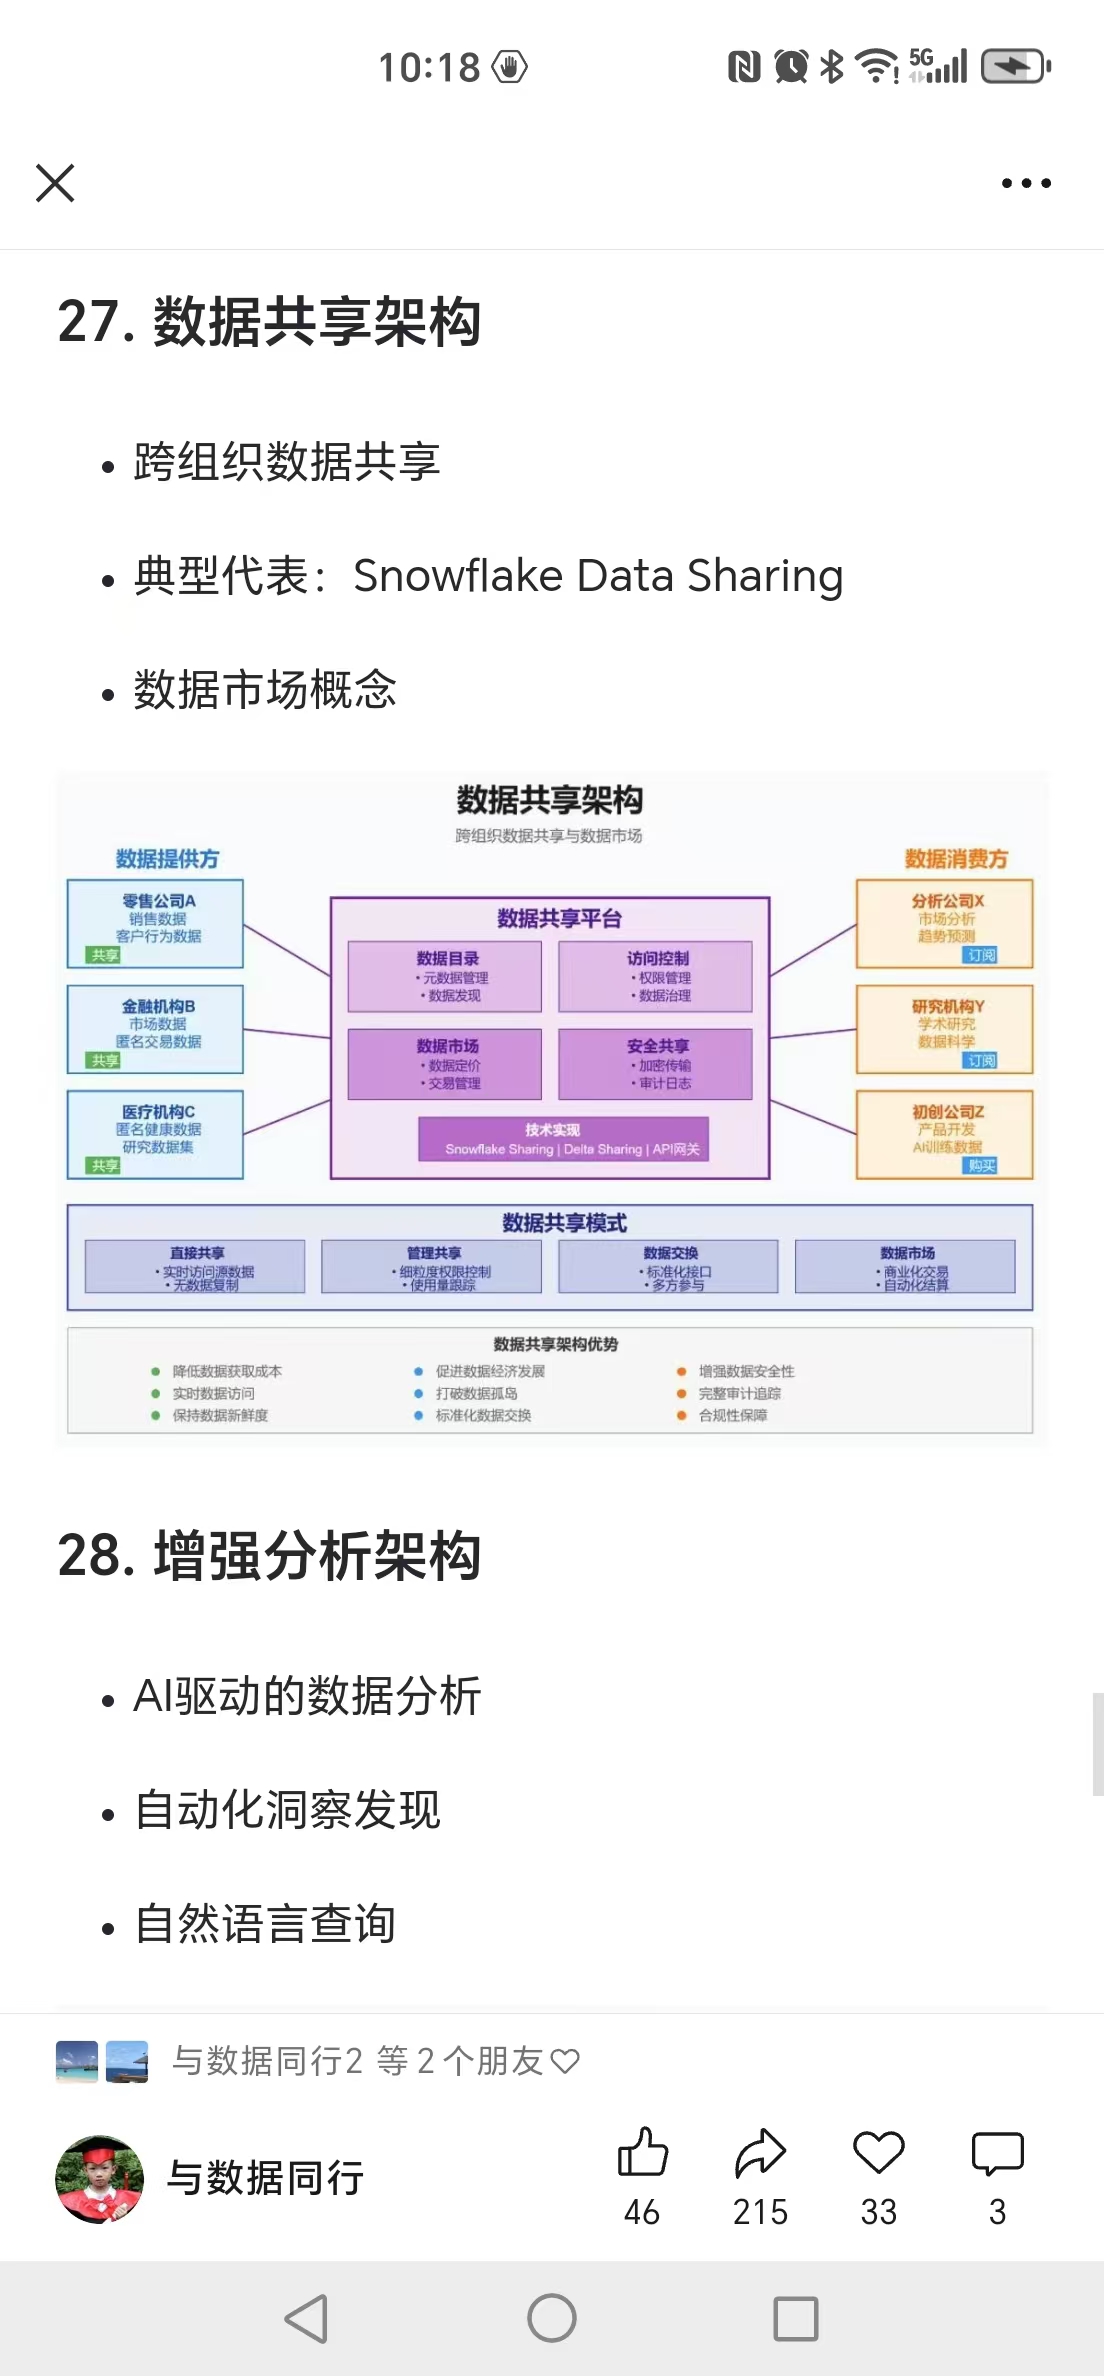 10:18
5G
27. 数据共享架构
• 跨组织数据共享
• 典型代表：Snowflake Data Sharing
• 数据市场概念
数据共享架构
跨组织数据共享与数据市场
数据提供方
零售公司A
销售数据
客户行为数据
共享
金融机构B
市场数据
匿名交易数据
共享
医疗机构C
匿名健康数据
研究数据集
共享
数据共享平台
数据目录
• 元数据管理
• 数据发现
访问控制
• 权限管理
• 数据治理
数据市场
• 数据定价
• 交易管理
安全共享
• 加密传输
• 审计日志
技术实现
Snowflake Sharing | Delta Sharing | API网关
数据消费方
分析公司X
市场分析
趋势预测
订阅
研究机构Y
学术研究
数据科学
订阅
初创公司Z
产品开发
AI训练数据
购买
数据共享模式
直接共享
• 实时访问源数据
• 无数据复制
管理共享
• 细粒度权限控制
• 使用量跟踪
数据交换
• 标准化接口
• 多方参与
数据市场
• 商业化交易
• 自动化结算
数据共享架构优势
降低数据获取成本
实时数据访问
保持数据新鲜度
促进数据经济发展
打破数据孤岛
标准化数据交换
增强数据安全性
完整审计追踪
合规性保障
28. 增强分析架构
• AI驱动的数据分析
• 自动化洞察发现
• 自然语言查询
与数据同行2 等2个朋友
与数据同行
46
215
33
3